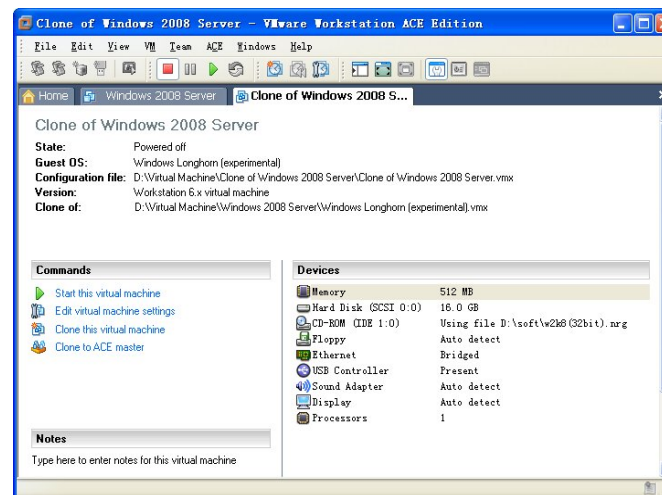 Clone of Windows 2008 Server - VMware Workstation ACE Edition
File Edit View VM Team ACE Windows Help
Home Windows 2008 Server Clone of Windows 2008 S...
Clone of Windows 2008 Server
State: Powered off
Guest OS: Windows Longhorn (experimental)
Configuration file: D:\Virtual Machine\Clone of Windows 2008 Server\Clone of Windows 2008 Server.vmx
Version: Workstation 6.x virtual machine
Clone of: D:\Virtual Machine\Windows 2008 Server\Windows Longhorn (experimental).vmx
Commands
Start this virtual machine
Edit virtual machine settings
Clone this virtual machine
Clone to ACE master
Devices
Memory 512 MB
Hard Disk (SCSI 0:0) 16.0 GB
CD-ROM (IDE 1:0) Using file D:\soft\w2k8(32bit).nrg
Floppy Auto detect
Ethernet Bridged
USB Controller Present
Sound Adapter Auto detect
Display Auto detect
Processors 1
Notes
Type here to enter notes for this virtual machine